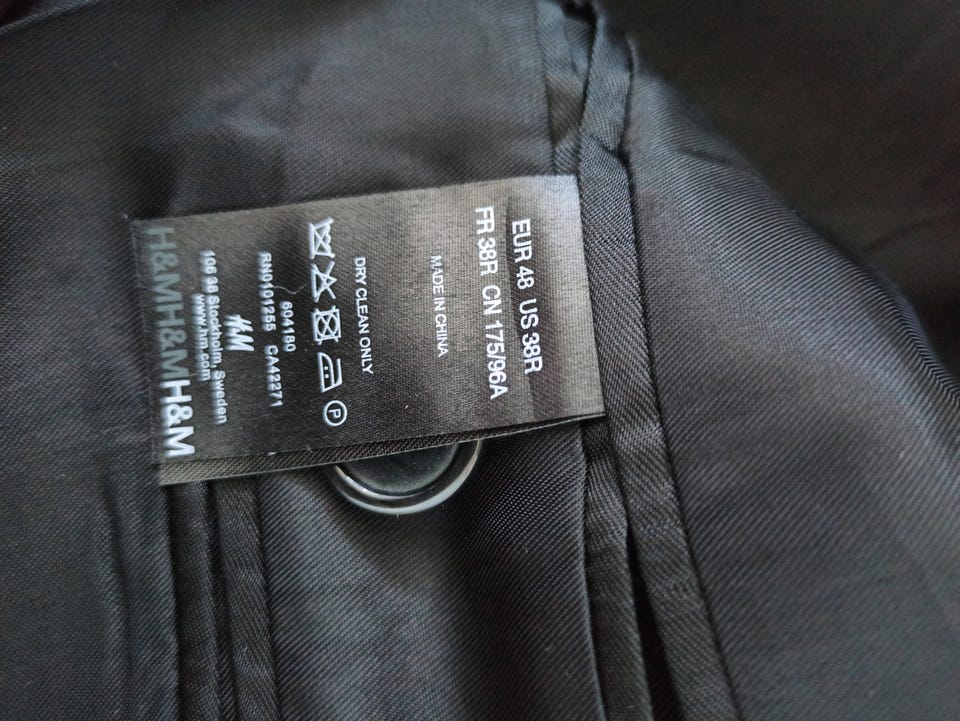 EUR 48 US 38R
FR 38R CN 175/96A
MADE IN CHINA
DRY CLEAN ONLY
P
604180
RN0101255 CA42271
H&M
106 38 Stockholm, Sweden
www.hm.com
H&MH&MH&M